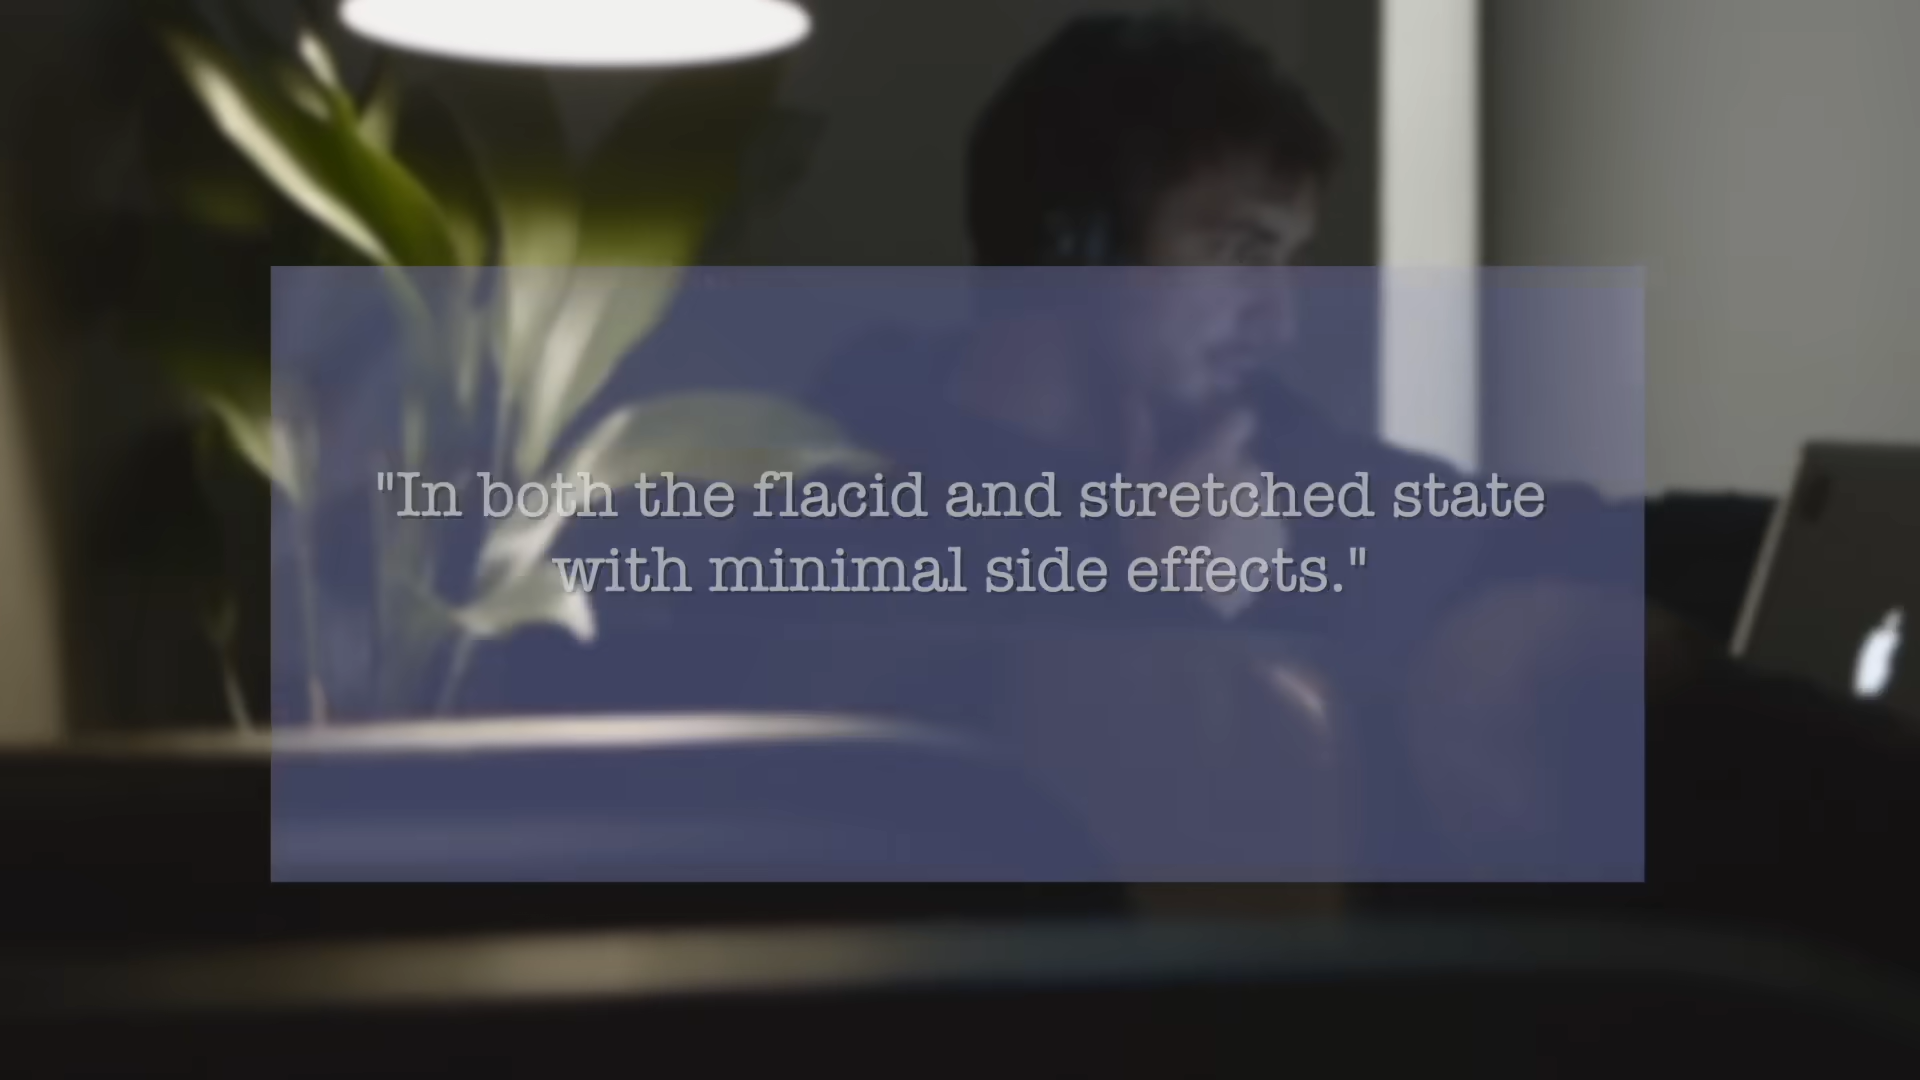 "In both the flacid and stretched state
with minimal side effects."